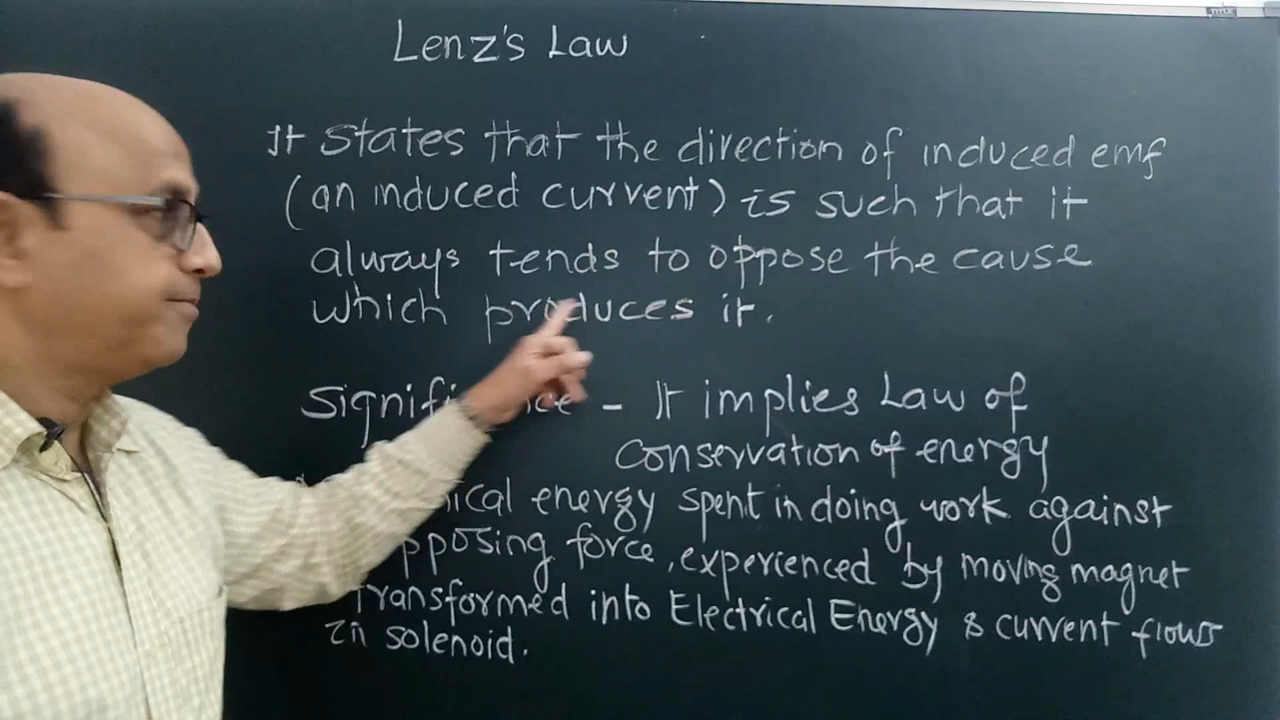 Lenz's Law
It states that the direction of induced emf
(an induced current) is such that it
always tends to oppose the cause
which produces it.
Significance - It implies Law of
conservation of energy
energy spent in doing work against
opposing force, experienced by moving magnet
Transformed into Electrical Energy & current flows
in solenoid.